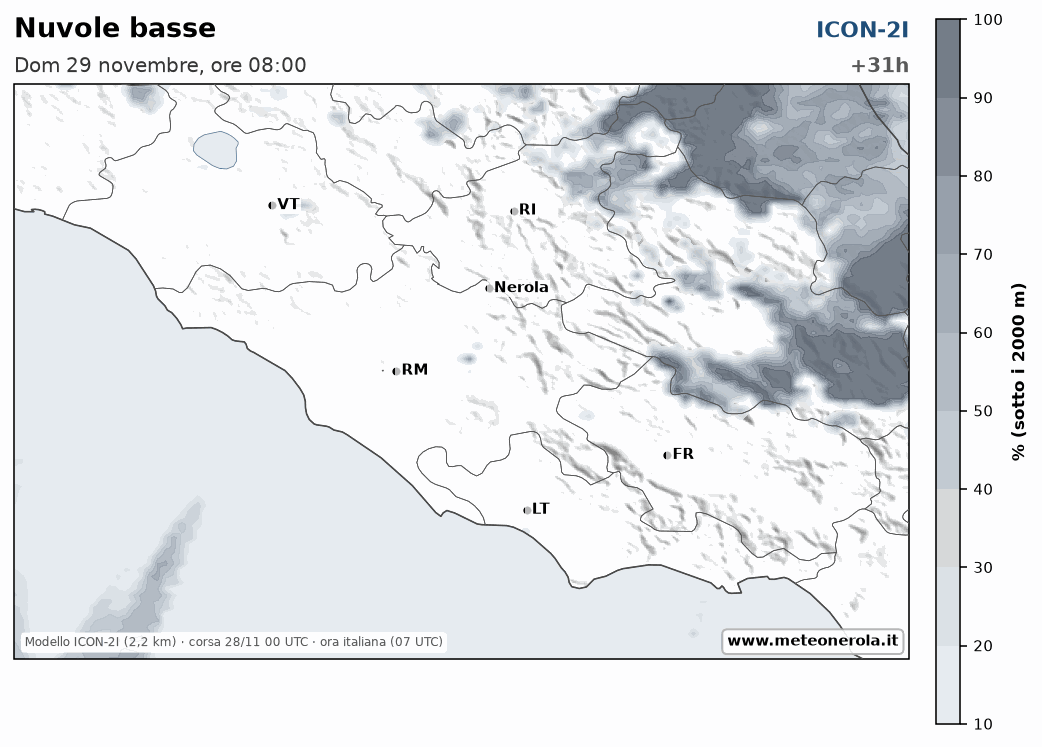 Nuvole basse
ICON-2I
Dom 29 novembre, ore 08:00
+31h
VT
RI
Nerola
RM
FR
LT
Modello ICON-2I (2,2 km) · corsa 28/11 00 UTC · ora italiana (07 UTC)
www.meteonerola.it
100
90
80
70
60
50
40
30
20
10
% (sotto i 2000 m)